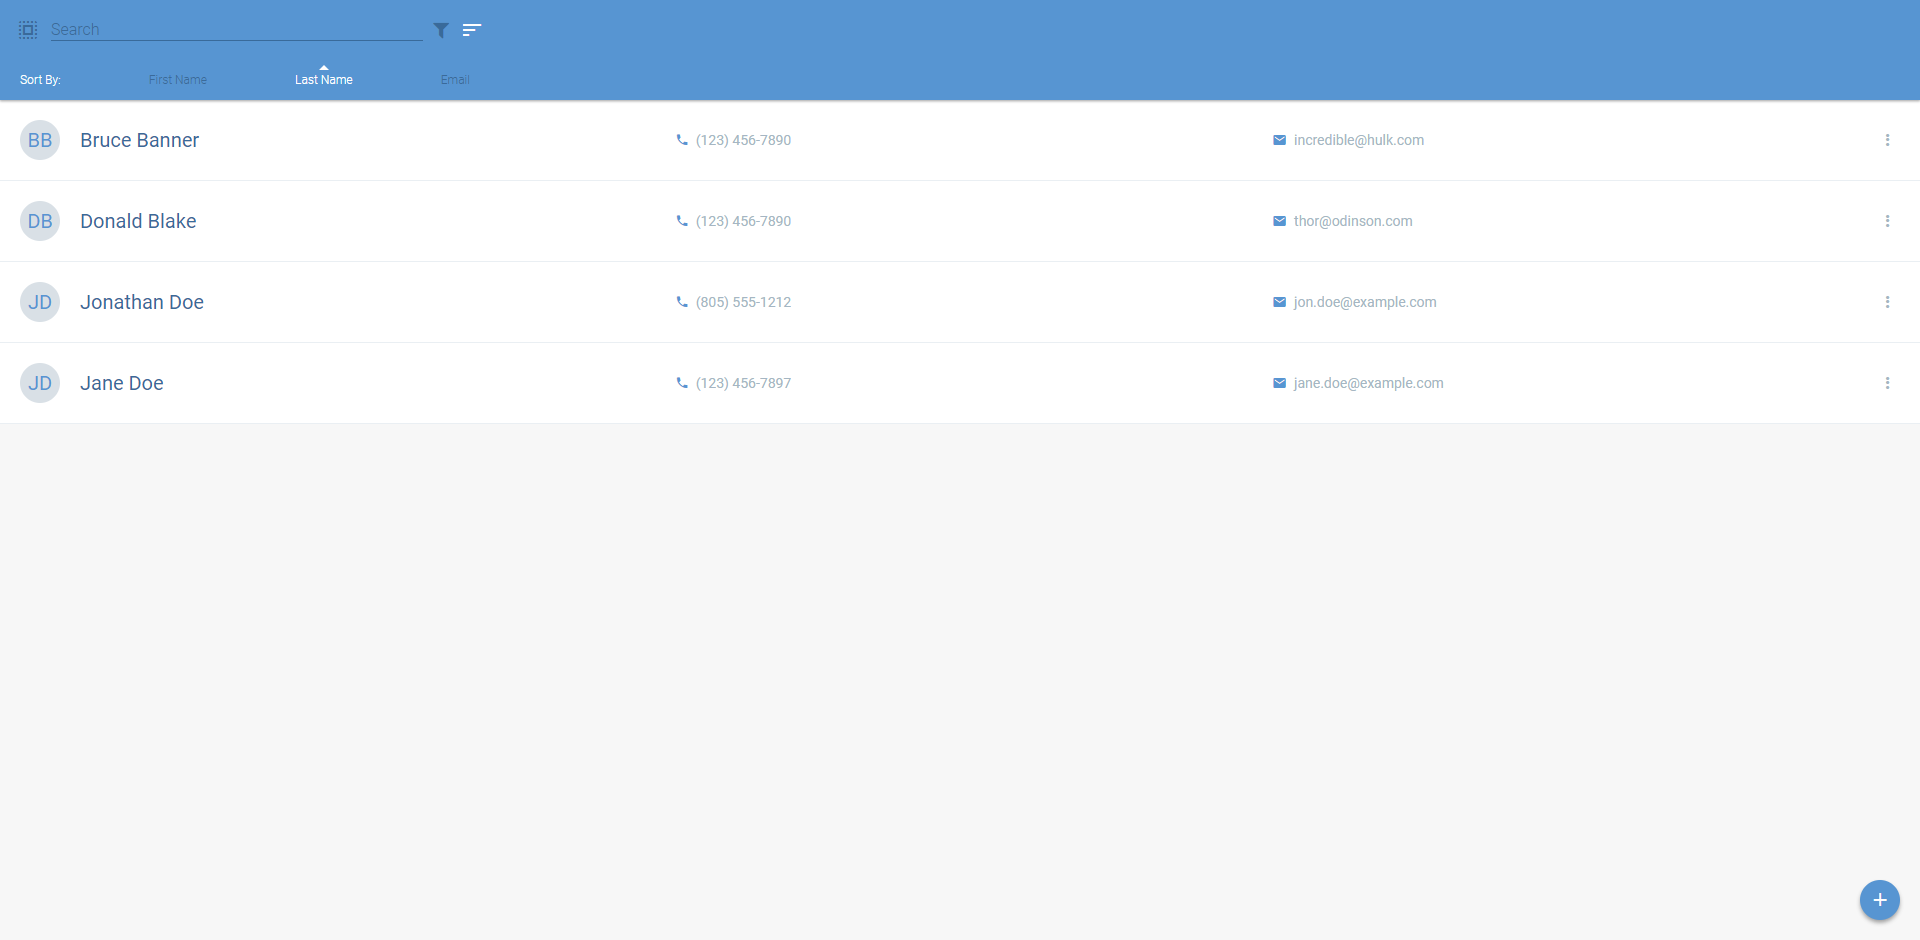 Search
Sort By: First Name Last Name Email
BB Bruce Banner (123) 456-7890 incredible@hulk.com
DB Donald Blake (123) 456-7890 thor@odinson.com
JD Jonathan Doe (805) 555-1212 jon.doe@example.com
JD Jane Doe (123) 456-7897 jane.doe@example.com